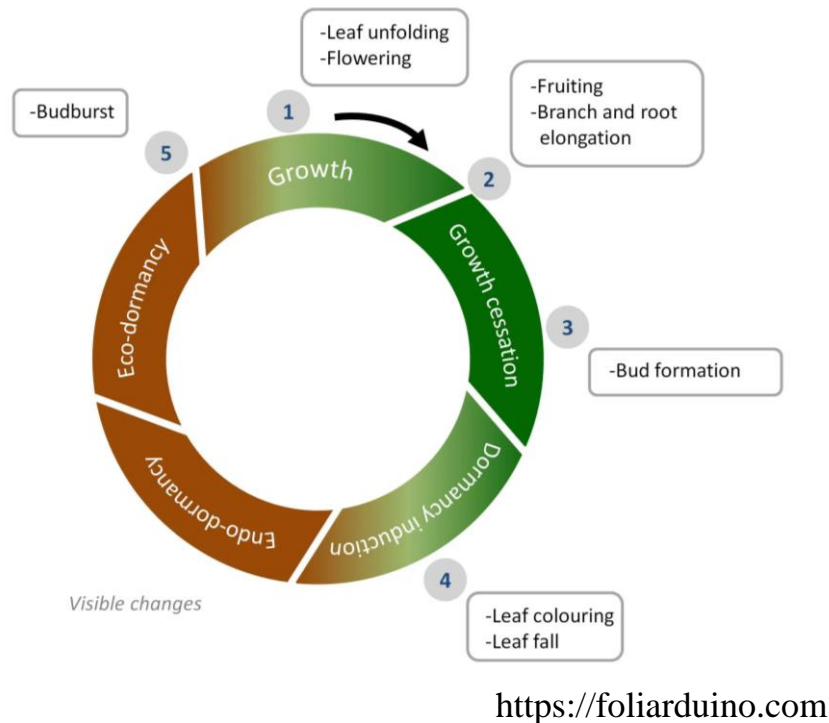 -Leaf unfolding
-Flowering
-Fruiting
-Branch and root
elongation
-Budburst
1
5
2
Growth
Growth cessation
Eco-dormancy
3
-Bud formation
Dormancy induction
Endo-dormancy
4
Visible changes
-Leaf colouring
-Leaf fall
https://foliarduino.com